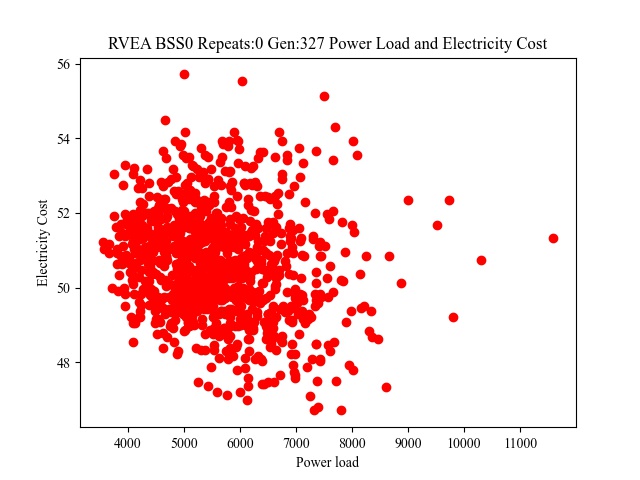 RVEA BSS0 Repeats:0 Gen:327 Power Load and Electricity Cost
56
54
52
50
48
Electricity Cost
4000 5000 6000 7000 8000 9000 10000 11000
Power load